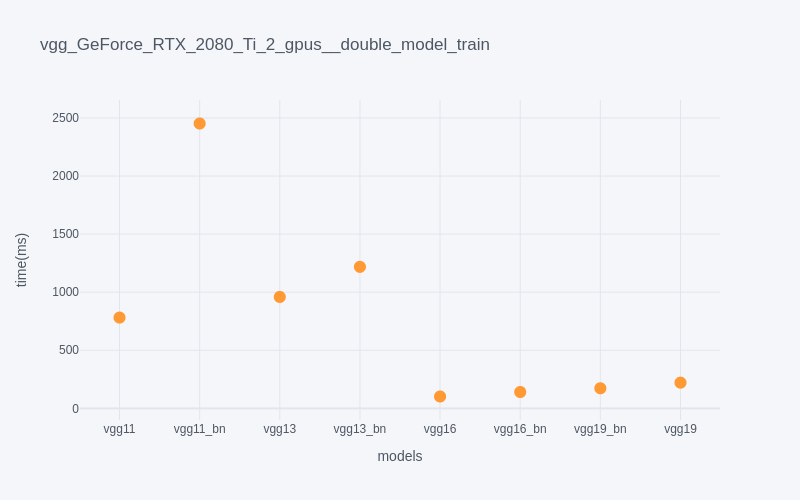 vgg_GeForce_RTX_2080_Ti_2_gpus__double_model_train
time(ms)
2500
2000
1500
1000
500
0
vgg11 vgg11_bn vgg13 vgg13_bn vgg16 vgg16_bn vgg19_bn vgg19
models